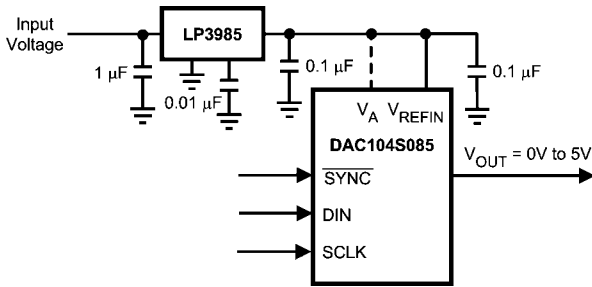 Input
Voltage
LP3985
1 µF
0.01 µF
0.1 µF
0.1 µF
VA VREFIN
DAC104S085
SYNC
DIN
SCLK
VOUT = 0V to 5V